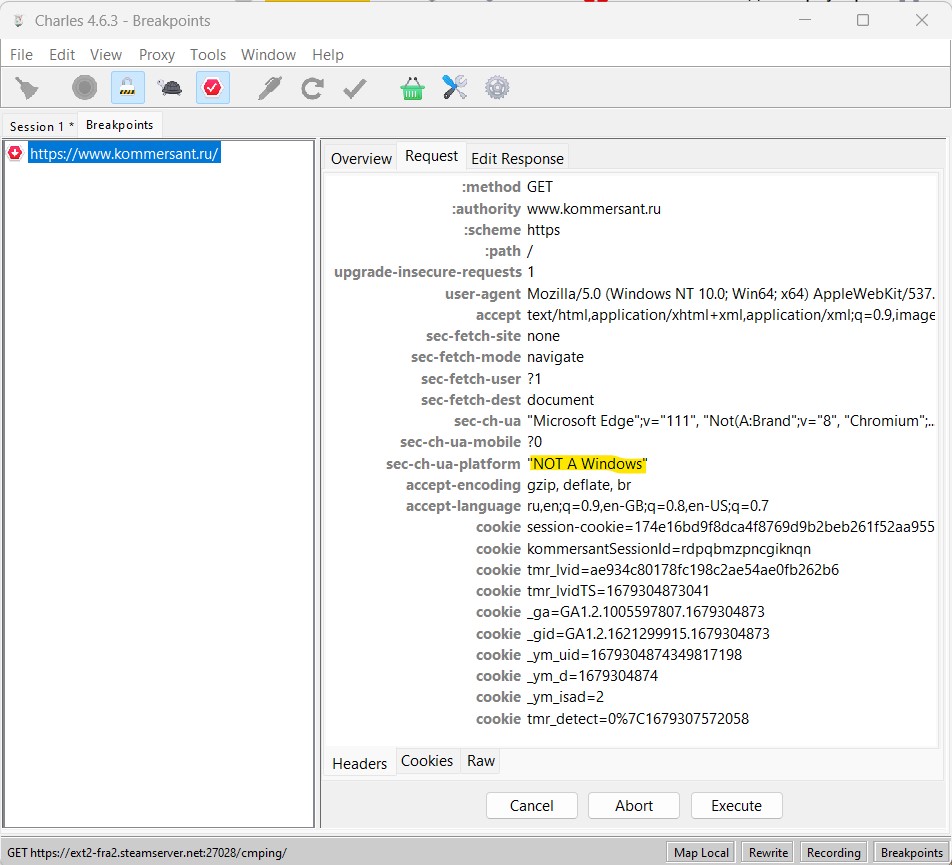 Charles 4.6.3 - Breakpoints
File Edit View Proxy Tools Window Help
Session 1 * Breakpoints
https://www.kommersant.ru/
Overview Request Edit Response
:method GET
:authority www.kommersant.ru
:scheme https
:path /
upgrade-insecure-requests 1
user-agent Mozilla/5.0 (Windows NT 10.0; Win64; x64) AppleWebKit/537.
accept text/html,application/xhtml+xml,application/xml;q=0.9,image
sec-fetch-site none
sec-fetch-mode navigate
sec-fetch-user ?1
sec-fetch-dest document
sec-ch-ua "Microsoft Edge";v="111", "Not(A:Brand";v="8", "Chromium";...
sec-ch-ua-mobile ?0
sec-ch-ua-platform "NOT A Windows"
accept-encoding gzip, deflate, br
accept-language ru,en;q=0.9,en-GB;q=0.8,en-US;q=0.7
cookie session-cookie=174e16bd9f8dca4f8769d9b2beb261f52aa955
cookie kommersantSessionId=rdpqbmzpncgiknqn
cookie tmr_lvid=ae934c80178fc198c2ae54ae0fb262b6
cookie tmr_lvidTS=1679304873041
cookie _ga=GA1.2.1005597807.1679304873
cookie _gid=GA1.2.1621299915.1679304873
cookie _ym_uid=1679304874349817198
cookie _ym_d=1679304874
cookie _ym_isad=2
cookie tmr_detect=0%7C1679307572058
Headers Cookies Raw
Cancel Abort Execute
GET https://ext2-fra2.steamserver.net:27028/cmping/ Map Local Rewrite Recording Breakpoints